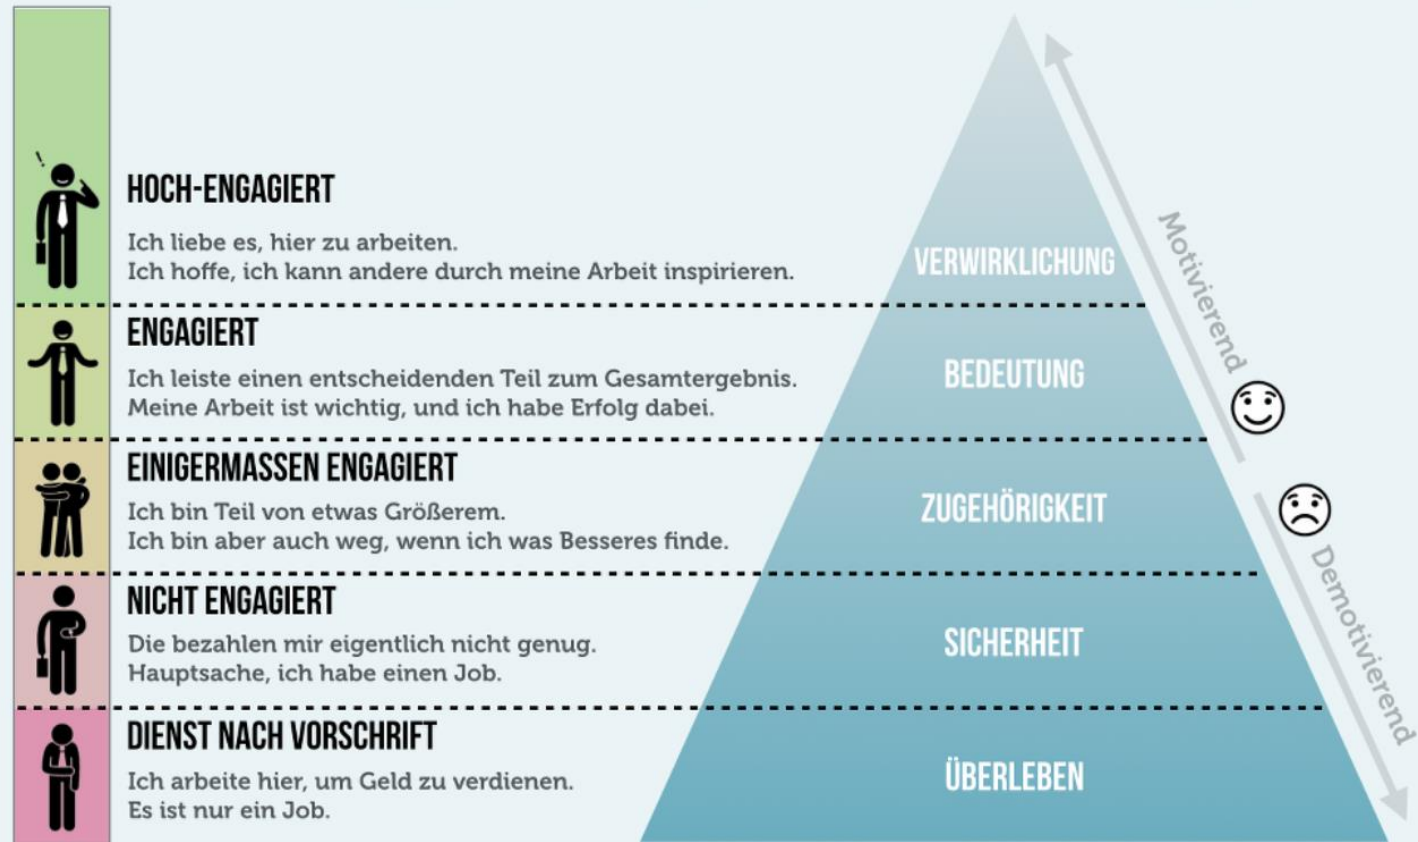 HOCH-ENGAGIERT
Ich liebe es, hier zu arbeiten.
Ich hoffe, ich kann andere durch meine Arbeit inspirieren.
VERWIRKLICHUNG
ENGAGIERT
Ich leiste einen entscheidenden Teil zum Gesamtergebnis.
Meine Arbeit ist wichtig, und ich habe Erfolg dabei.
BEDEUTUNG
EINIGERMASSEN ENGAGIERT
Ich bin Teil von etwas Größerem.
Ich bin aber auch weg, wenn ich was Besseres finde.
ZUGEHÖRIGKEIT
NICHT ENGAGIERT
Die bezahlen mir eigentlich nicht genug.
Hauptsache, ich habe einen Job.
SICHERHEIT
DIENST NACH VORSCHRIFT
Ich arbeite hier, um Geld zu verdienen.
Es ist nur ein Job.
ÜBERLEBEN
Motivierend
Demotivierend